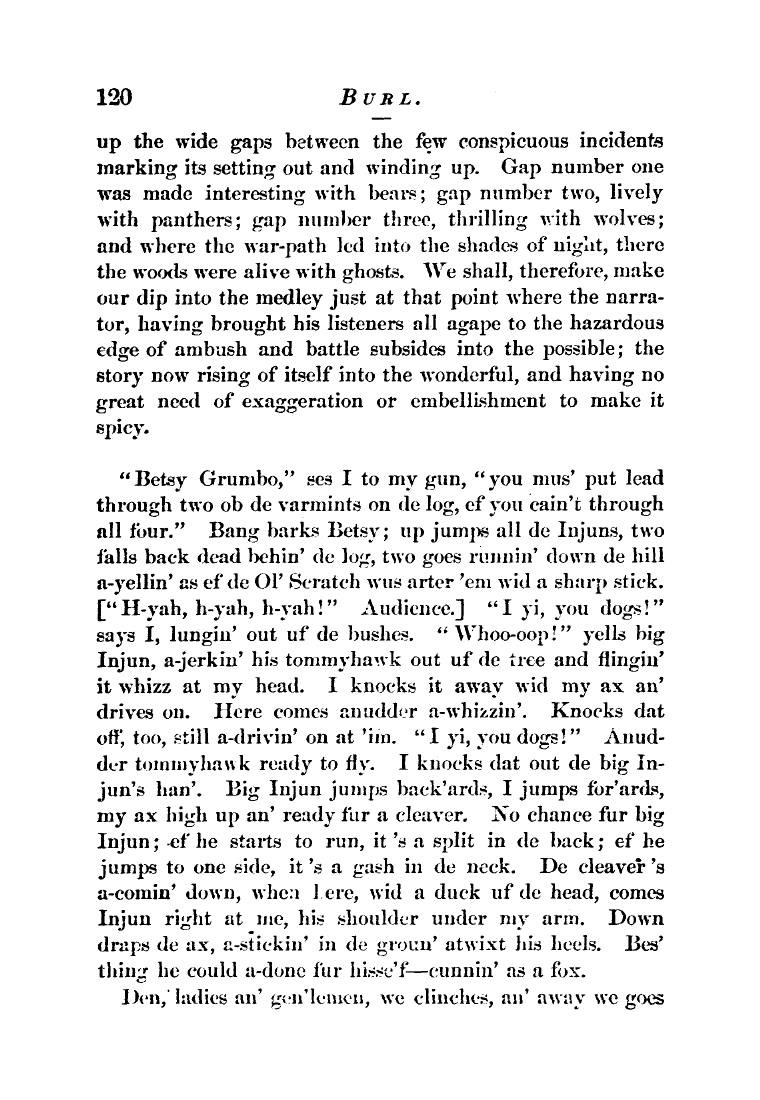 120 BURL.
up the wide gaps between the few conspicuous incidents
marking its setting out and winding up. Gap number one
was made interesting with bears; gap number two, lively
with panthers; gap number three, thrilling with wolves;
and where the war-path led into the shades of night, there
the woods were alive with ghosts. We shall, therefore, make
our dip into the medley just at that point where the narra-
tor, having brought his listeners all agape to the hazardous
edge of ambush and battle subsides into the possible; the
story now rising of itself into the wonderful, and having no
great need of exaggeration or embellishment to make it
spicy.
"Betsy Grumbo," ses I to my gun, "you mus' put lead
through two ob de varmints on de log, ef you cain't through
all four." Bang barks Betsy; up jumps all de Injuns, two
falls back dead behin' de log, two goes runnin' down de hill
a-yellin' as ef de Ol' Scratch wus arter 'em wid a sharp stick.
["H-yah, h-yah, h-yah!" Audience.] "I yi, you dogs!"
says I, lungin' out uf de bushes. "Whoo-oop!" yells big
Injun, a-jerkin' his tommyhawk out uf de tree and flingin'
it whizz at my head. I knocks it away wid my ax an'
drives on. Here comes anudder a-whizzin'. Knocks dat
off, too, still a-drivin' on at 'im. "I yi, you dogs!" Anud-
der tommyhawk ready to fly. I knocks dat out de big In-
jun's han'. Big Injun jumps back'ards, I jumps for'ards,
my ax high up an' ready fur a cleaver. No chance fur big
Injun; ef he starts to run, it's a split in de back; ef he
jumps to one side, it's a gash in de neck. De cleaver's
a-comin' down, when here, wid a duck uf de head, comes
Injun right at me, his shoulder under my arm. Down
draps de ax, a-stickin' in de groun' atwixt his heels. Bes'
thing he could a-done fur hisse'f—cunnin' as a fox.
Den, ladies an' gen'lemen, we clinches, an' away we goes